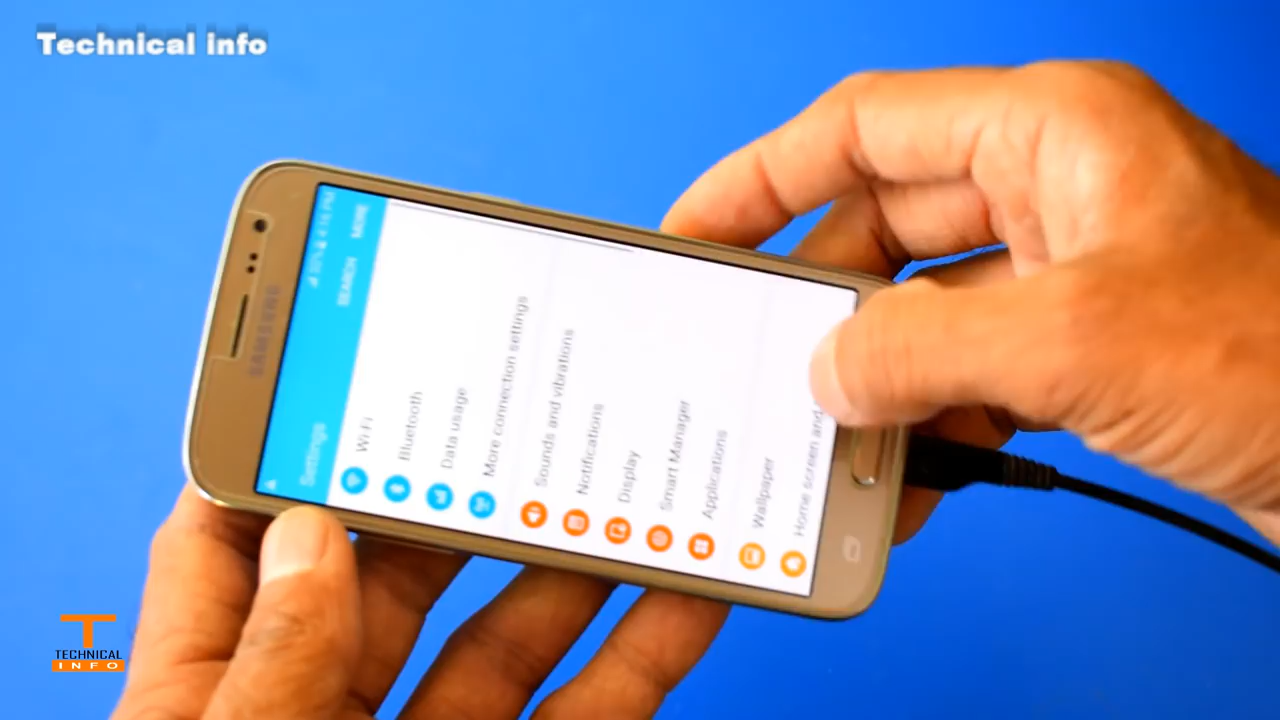 Technical info
SAMSUNG
SEARCH
MORE
Settings
Wi-Fi
Bluetooth
Data usage
More connection settings
Sounds and vibrations
Notifications
Display
Smart Manager
Applications
Wallpaper
Home screen and
T
TECHNICAL
INFO